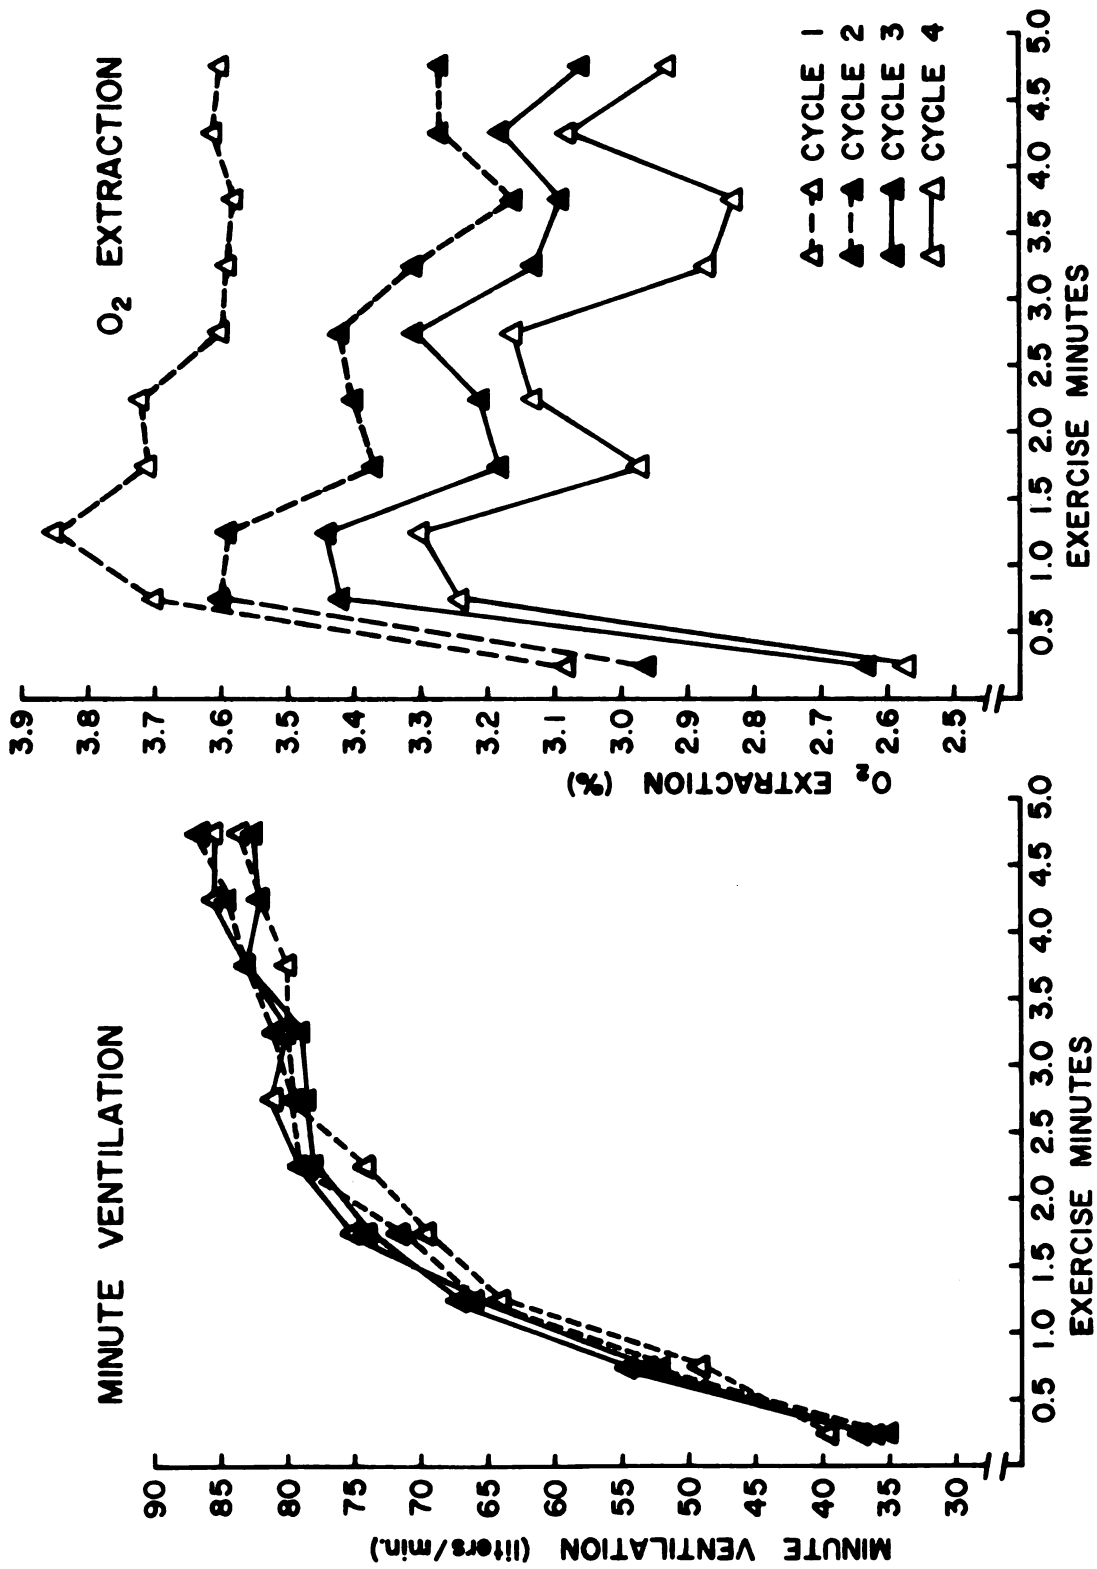 MINUTE VENTILATION
MINUTE VENTILATION (liters/min.)
90
85
80
75
70
65
60
55
50
45
40
35
30
0.5 1.0 1.5 2.0 2.5 3.0 3.5 4.0 4.5 5.0
EXERCISE MINUTES
O₂ EXTRACTION
O₂ EXTRACTION (%)
3.9
3.8
3.7
3.6
3.5
3.4
3.3
3.2
3.1
3.0
2.9
2.8
2.7
2.6
2.5
CYCLE 1
CYCLE 2
CYCLE 3
CYCLE 4
0.5 1.0 1.5 2.0 2.5 3.0 3.5 4.0 4.5 5.0
EXERCISE MINUTES